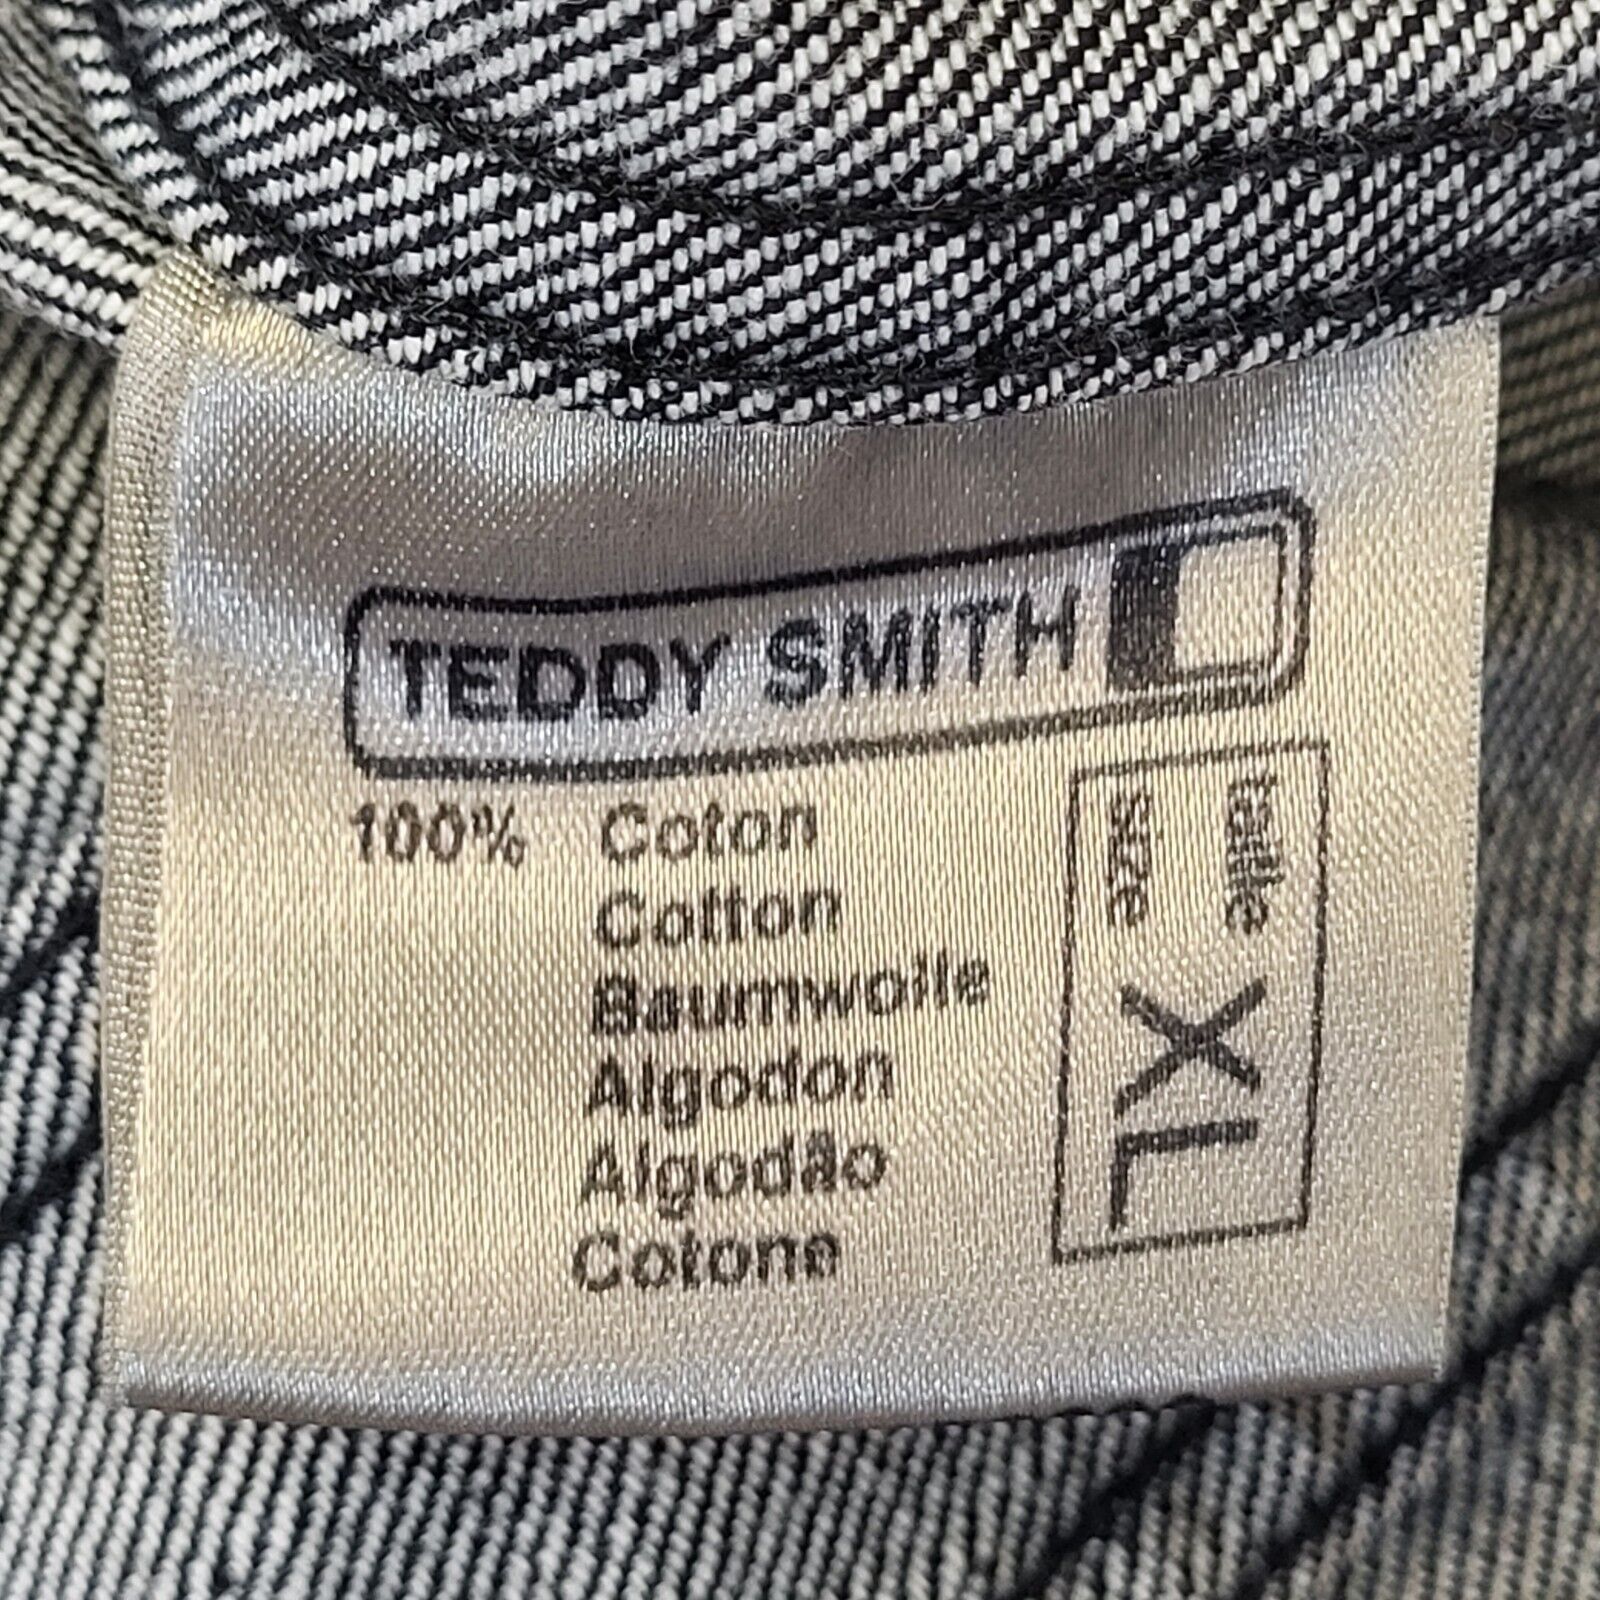 TEDDY SMITH
100% Coton
Cotton
Baumwolle
Algodon
Algodão
Cotone
taille
size
XL